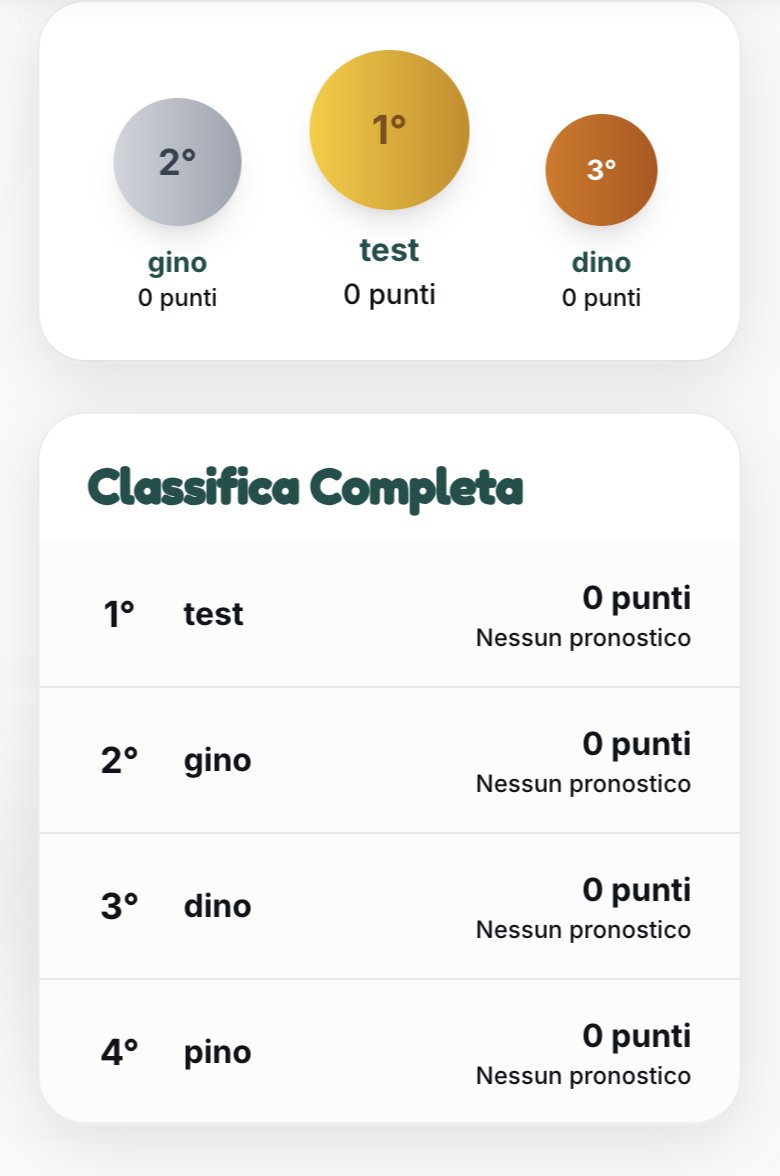 2°
gino
0 punti
1°
test
0 punti
3°
dino
0 punti
Classifica Completa
1° test 0 punti
Nessun pronostico
2° gino 0 punti
Nessun pronostico
3° dino 0 punti
Nessun pronostico
4° pino 0 punti
Nessun pronostico